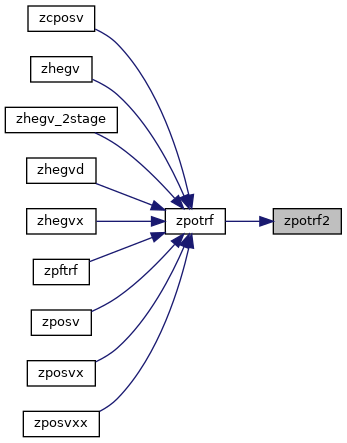 zcposv
zhegv
zhegv_2stage
zhegvd
zhegvx
zpotrf
zpotrf2
zpftrf
zposv
zposvx
zposvxx